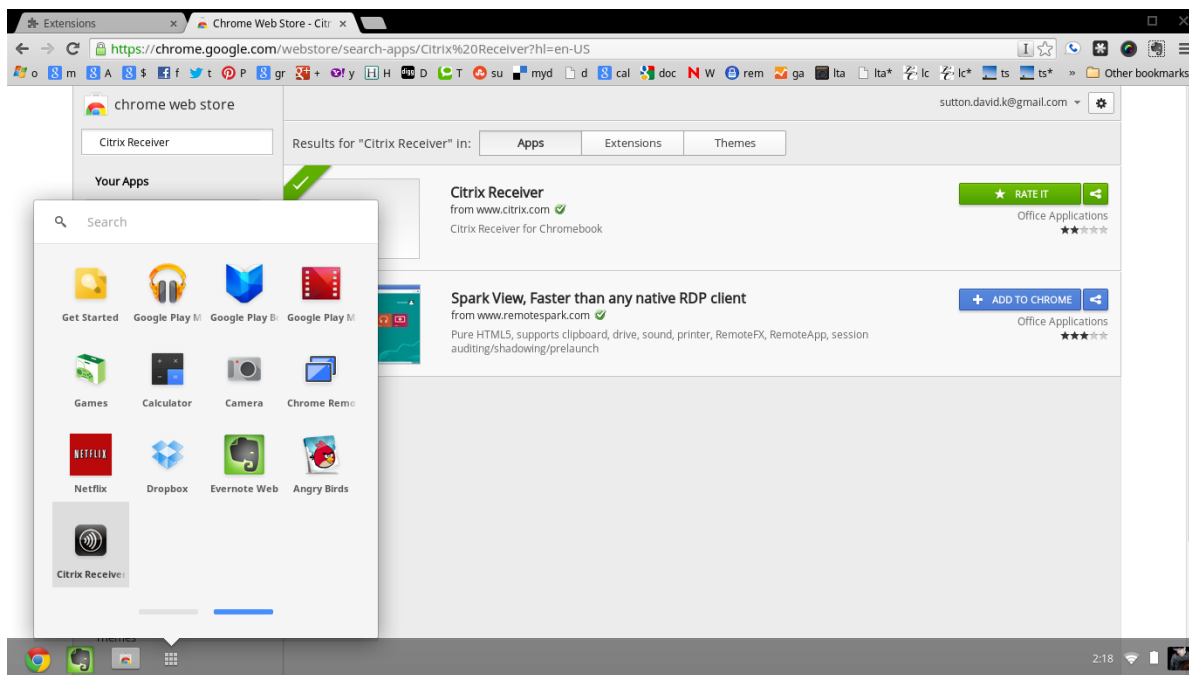 Extensions × Chrome Web Store - Citr ×
https://chrome.google.com/webstore/search-apps/Citrix%20Receiver?hl=en-US
o m A $ f t P gr + y H D T su myd d cal doc W rem ga lta lta* lc lc* ts ts* » Other bookmarks
chrome web store
sutton.david.k@gmail.com
Citrix Receiver
Results for "Citrix Receiver" in: Apps Extensions Themes
Your Apps
Citrix Receiver
from www.citrix.com
Citrix Receiver for Chromebook
RATE IT
Office Applications
Spark View, Faster than any native RDP client
from www.remotespark.com
Pure HTML5, supports clipboard, drive, sound, printer, RemoteFX, RemoteApp, session
auditing/shadowing/prelaunch
ADD TO CHROME
Office Applications
Search
Get Started Google Play M Google Play B Google Play M
Games Calculator Camera Chrome Remo
NETFLIX
Netflix Dropbox Evernote Web Angry Birds
Citrix Receiver
Themes
2:18